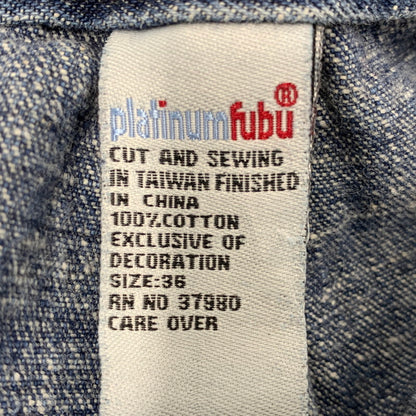 platinumfubu®
CUT AND SEWING
IN TAIWAN FINISHED
IN CHINA
100%COTTON
EXCLUSIVE OF
DECORATION
SIZE:36
RN NO 37980
CARE OVER